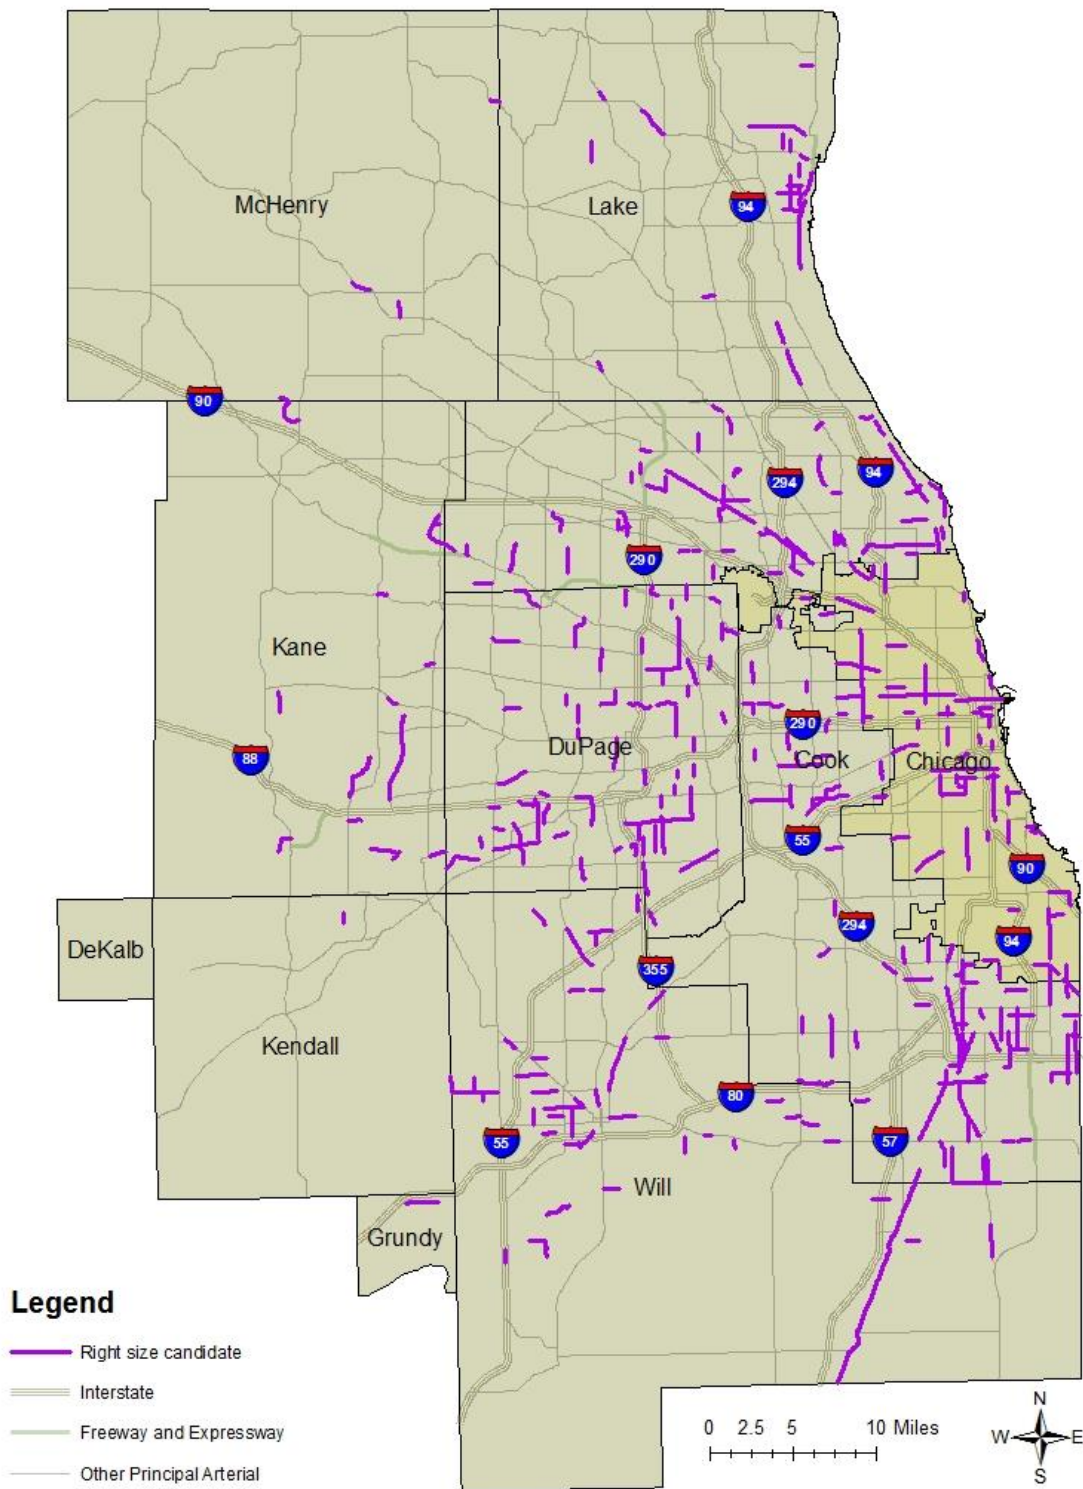 McHenry
Lake
94
90
294
94
290
Kane
290
DuPage
Cook
Chicago
88
55
90
294
94
DeKalb
355
Kendall
80
55
57
Will
Grundy
Legend
Right size candidate
Interstate
Freeway and Expressway
Other Principal Arterial
0 2.5 5 10 Miles
N
W E
S